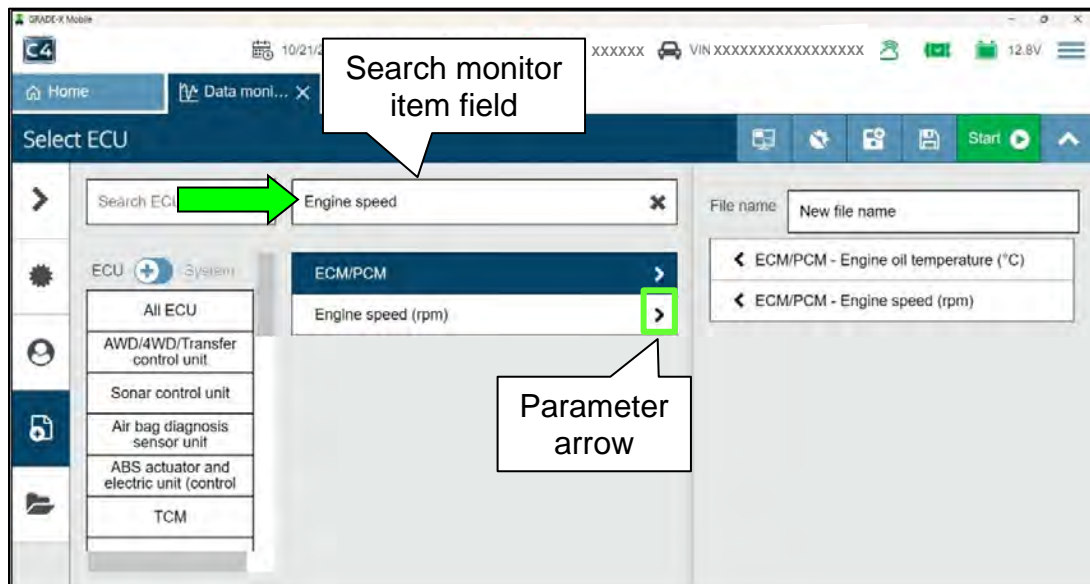 GRADE-X Mobile
C4
10/21/2
XXXXXX
VIN XXXXXXXXXXXXXXXXX
12.8V
Home
Data moni...
Search monitor
item field
Select ECU
Start
Search ECU
Engine speed
File name
New file name
ECU
System
ECM/PCM
Engine speed (rpm)
ECM/PCM - Engine oil temperature (°C)
ECM/PCM - Engine speed (rpm)
All ECU
AWD/4WD/Transfer
control unit
Sonar control unit
Air bag diagnosis
sensor unit
ABS actuator and
electric unit (control
TCM
Parameter
arrow